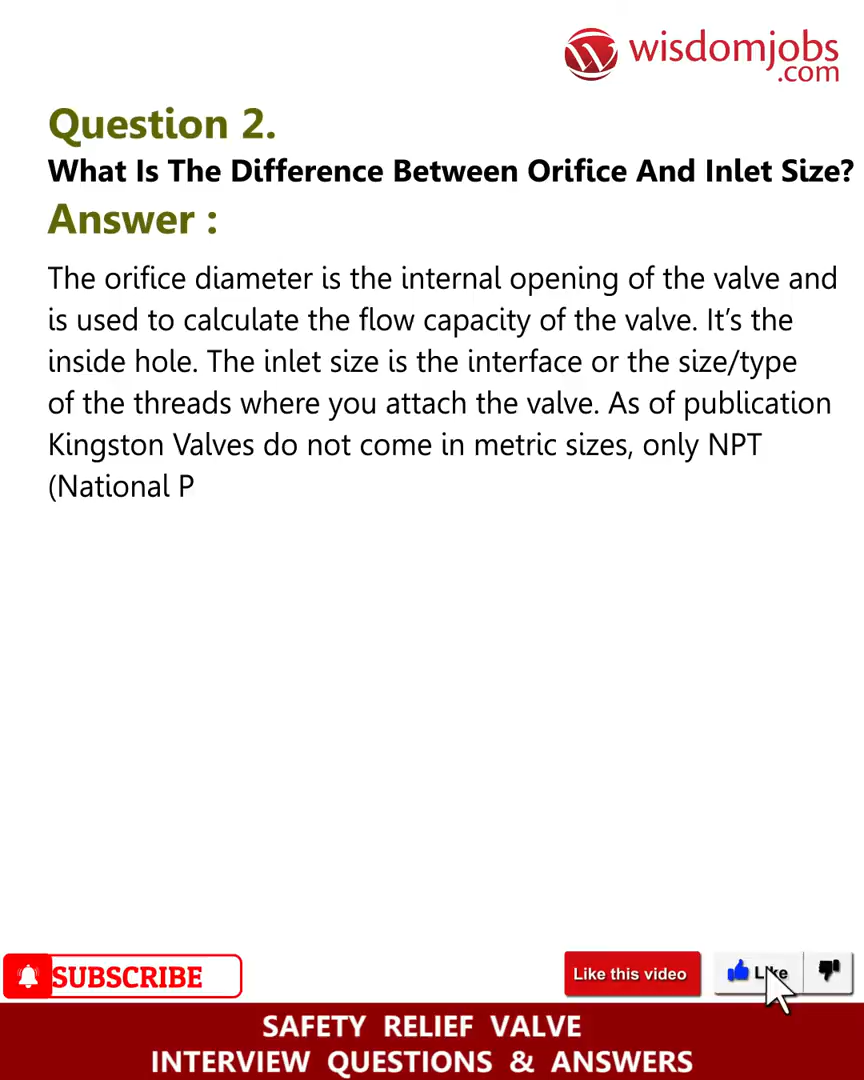 wisdomjobs
.com
Question 2.
What Is The Difference Between Orifice And Inlet Size?
Answer :
The orifice diameter is the internal opening of the valve and
is used to calculate the flow capacity of the valve. It’s the
inside hole. The inlet size is the interface or the size/type
of the threads where you attach the valve. As of publication
Kingston Valves do not come in metric sizes, only NPT
(National P
SUBSCRIBE
Like this video
Like
SAFETY RELIEF VALVE
INTERVIEW QUESTIONS & ANSWERS